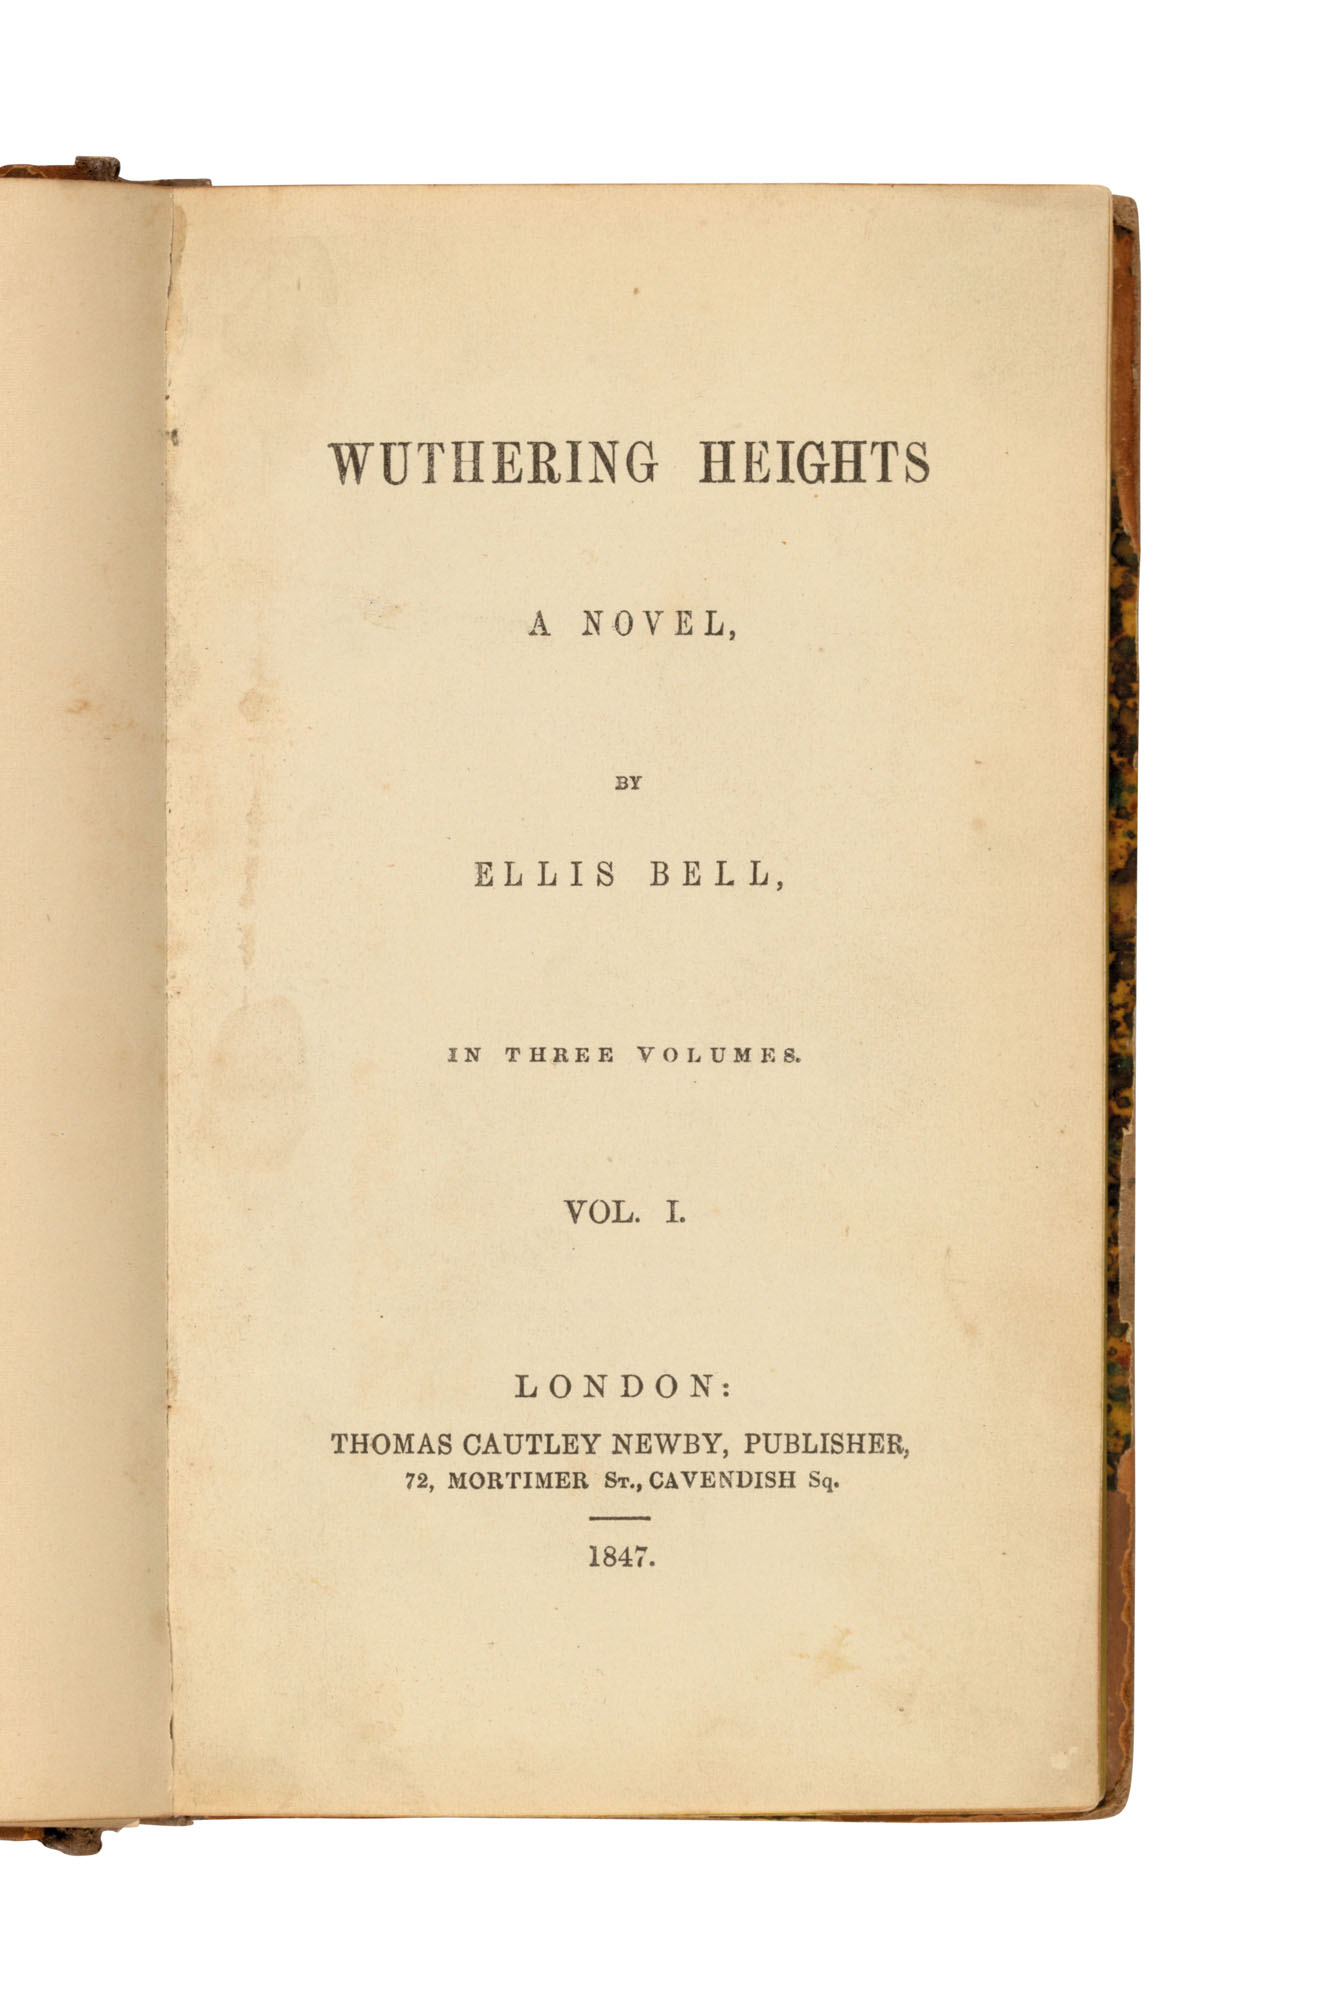 WUTHERING HEIGHTS
A NOVEL,
BY
ELLIS BELL,
IN THREE VOLUMES.
VOL. I.
LONDON:
THOMAS CAUTLEY NEWBY, PUBLISHER,
72, MORTIMER ST., CAVENDISH Sq.
1847.